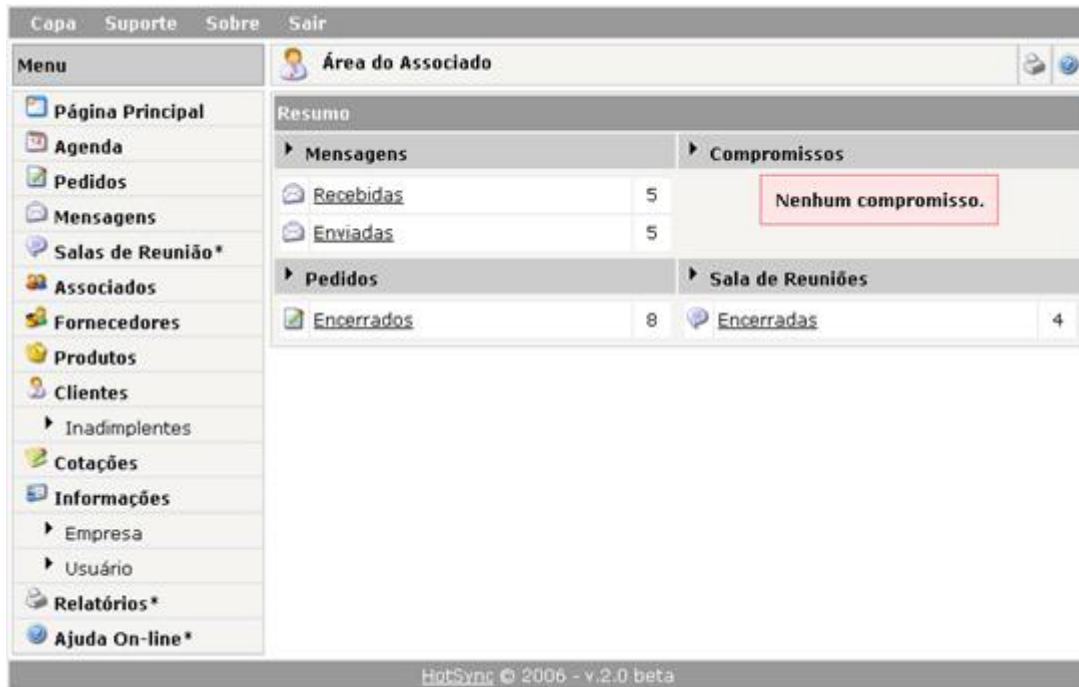 Capa Suporte Sobre Sair
Menu
Página Principal
Agenda
Pedidos
Mensagens
Salas de Reunião*
Associados
Fornecedores
Produtos
Clientes
Inadimplentes
Cotações
Informações
Empresa
Usuário
Relatórios*
Ajuda On-line*
Área do Associado
Resumo
Mensagens
Recebidas 5
Enviadas 5
Compromissos
Nenhum compromisso.
Pedidos
Encerrados 8
Sala de Reuniões
Encerradas 4
HotSync © 2006 - v.2.0 beta